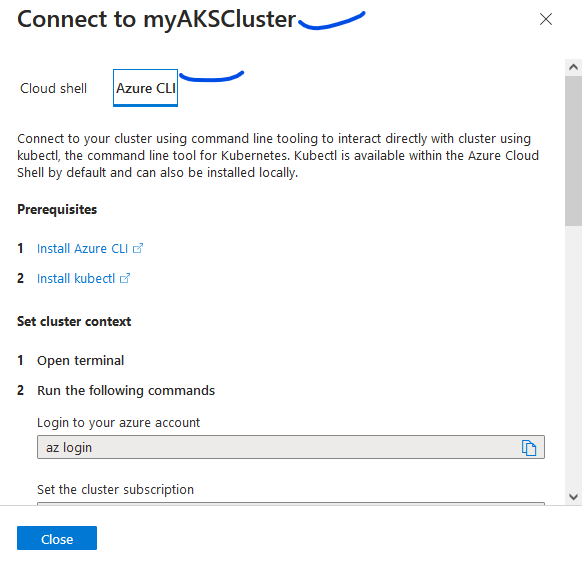 Connect to myAKSCluster
Cloud shell
Azure CLI
Connect to your cluster using command line tooling to interact directly with cluster using
kubectl, the command line tool for Kubernetes. Kubectl is available within the Azure Cloud
Shell by default and can also be installed locally.
Prerequisites
1 Install Azure CLI
2 Install kubectl
Set cluster context
1 Open terminal
2 Run the following commands
Login to your azure account
az login
Set the cluster subscription
Close